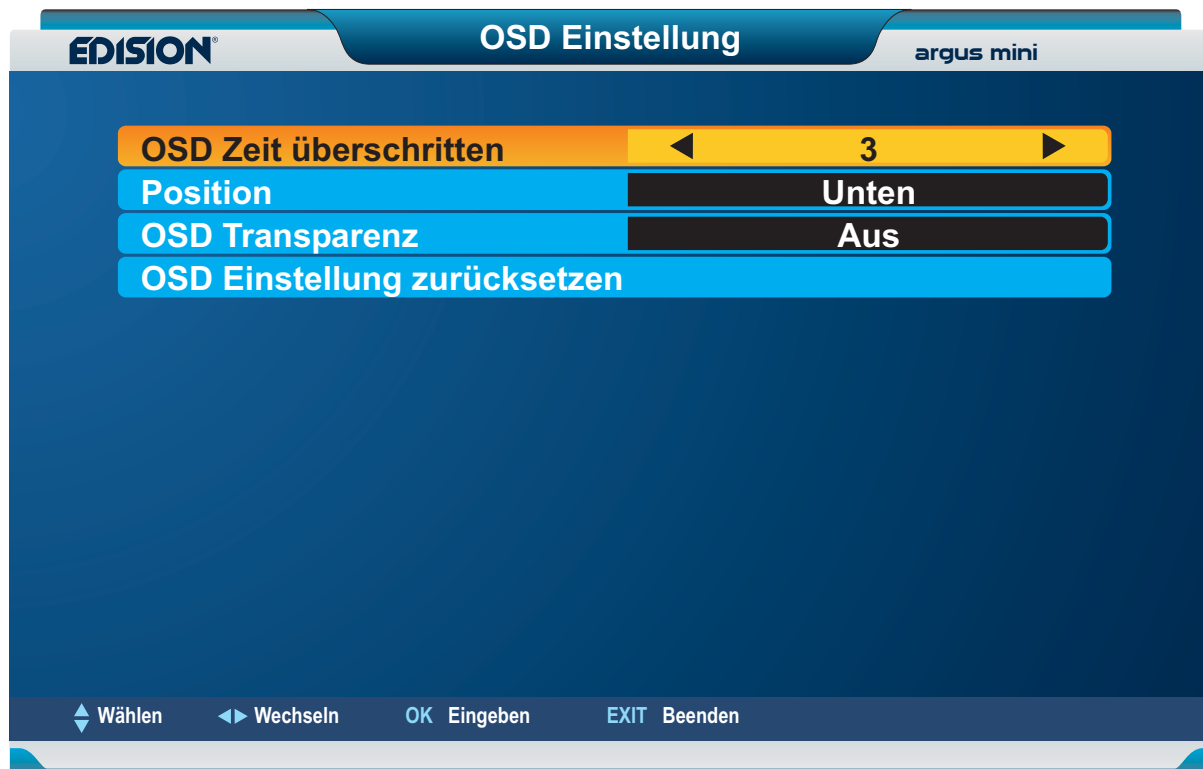 OSD Einstellung
EDISION®
argus mini
OSD Zeit überschritten 3
Position Unten
OSD Transparenz Aus
OSD Einstellung zurücksetzen
Wählen Wechseln OK Eingeben EXIT Beenden